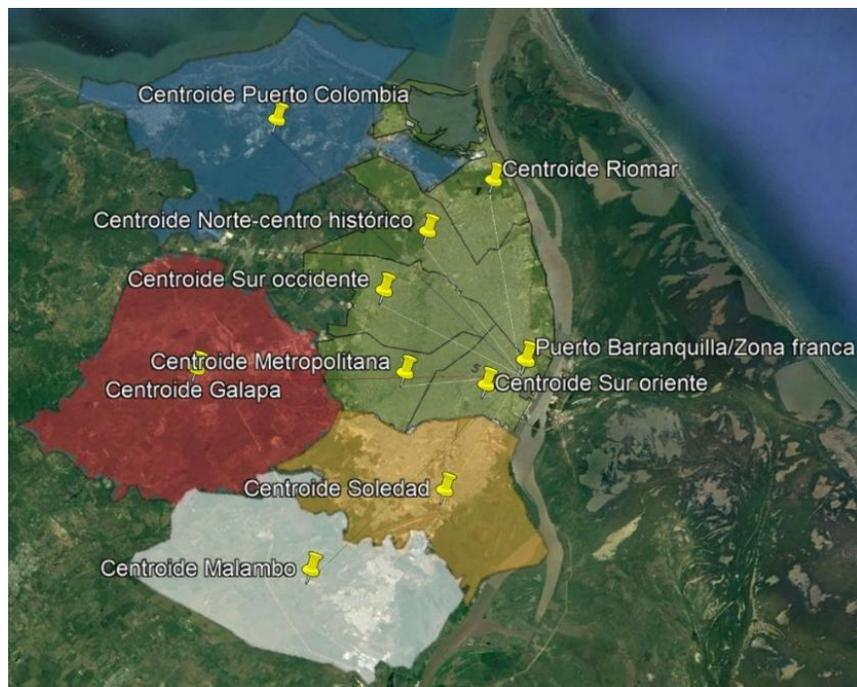 Centroide Puerto Colombia
Centroide Riomar
Centroide Norte-centro histórico
Centroide Sur occidente
Puerto Barranquilla/Zona franca
Centroide Metropolitana
Centroide Sur oriente
Centroide Galapa
Centroide Soledad
Centroide Malambo